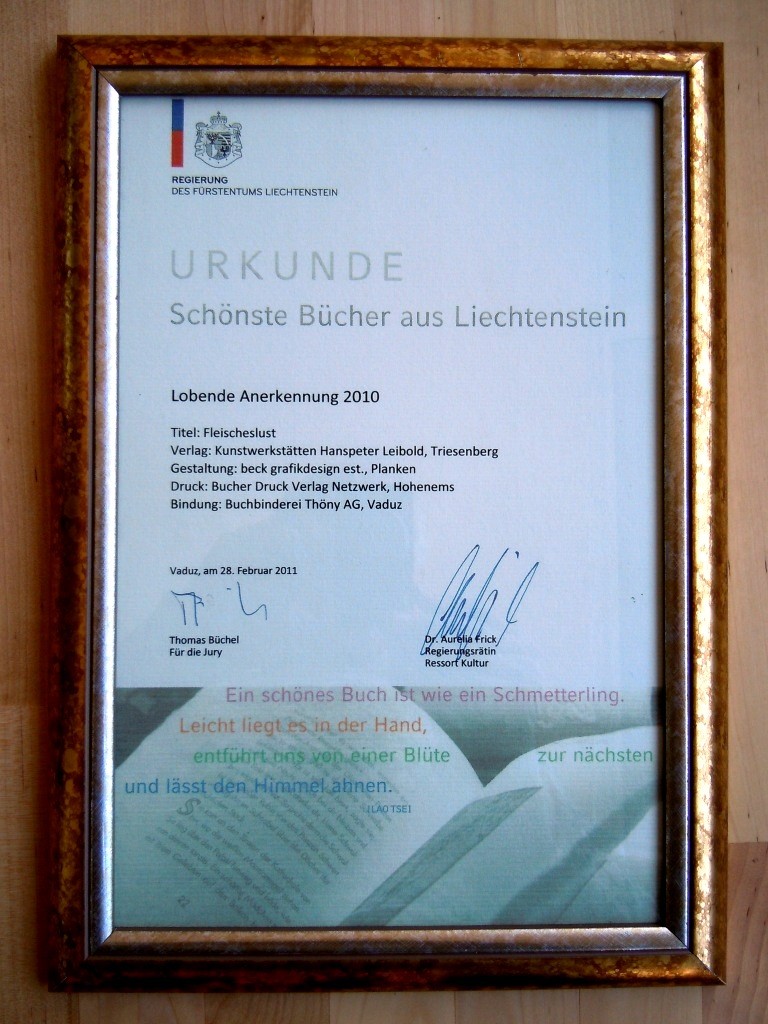 REGIERUNG
DES FÜRSTENTUMS LIECHTENSTEIN
URKUNDE
Schönste Bücher aus Liechtenstein
Lobende Anerkennung 2010
Titel: Fleischeslust
Verlag: Kunstwerkstätten Hanspeter Leibold, Triesenberg
Gestaltung: beck grafikdesign est., Planken
Druck: Bucher Druck Verlag Netzwerk, Hohenems
Bindung: Buchbinderei Thöny AG, Vaduz
Vaduz, am 28. Februar 2011
Thomas Büchel
Für die Jury
Dr. Aurelia Frick
Regierungsrätin
Ressort Kultur
Ein schönes Buch ist wie ein Schmetterling.
Leicht liegt es in der Hand,
entführt uns von einer Blüte zur nächsten
und lässt den Himmel ahnen.
[LAOTSE]
22